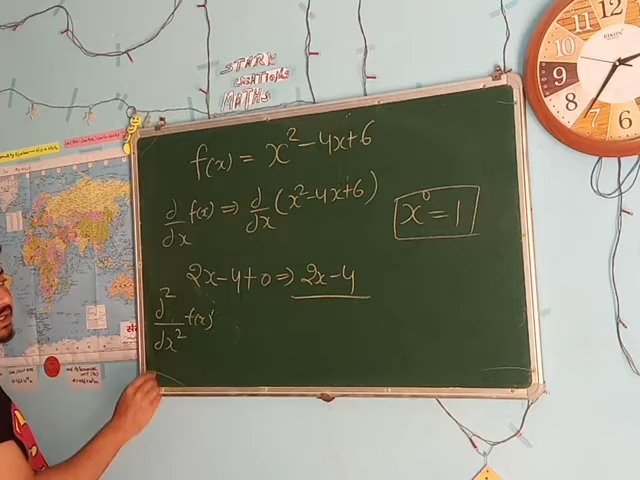 START
CREATIONS
MATHS
f(x) = x² - 4x + 6
d/dx f(x) ⇒ d/dx (x² - 4x + 6)
x⁰ = 1
2x - 4 + 0 ⇒ 2x - 4
d²/dx² f(x)
12
11
10
9
8
7
6